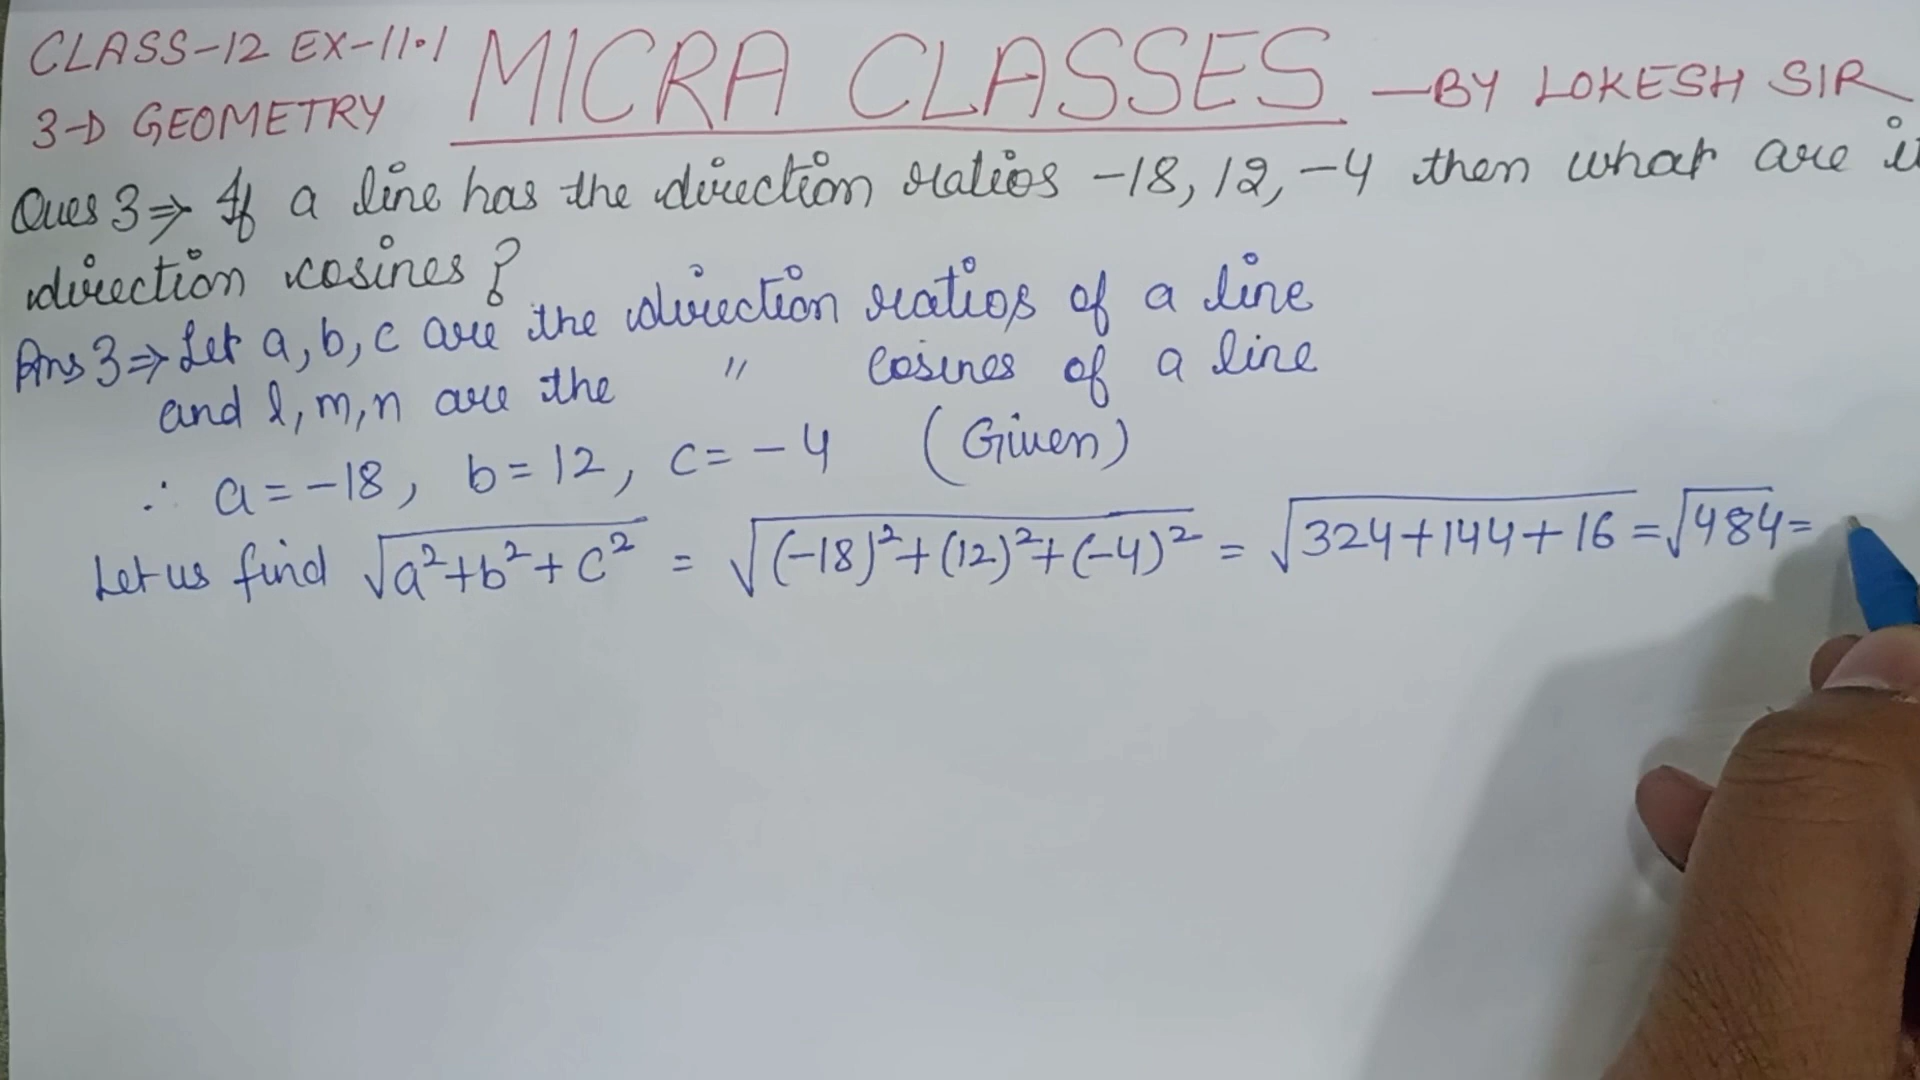 CLASS-12 EX-11.1
3-D GEOMETRY
MICRA CLASSES
-BY LOKESH SIR
Ques 3 ⇒ If a line has the direction ratios -18, 12, -4 then what are
direction cosines?
Ans 3 ⇒ Let a, b, c are the direction ratios of a line
and l, m, n are the " Cosines of a line
∴ a = -18, b = 12, c = -4 (Given)
Let us find √a²+b²+c² = √(-18)²+(12)²+(-4)² = √324+144+16 = √484 =